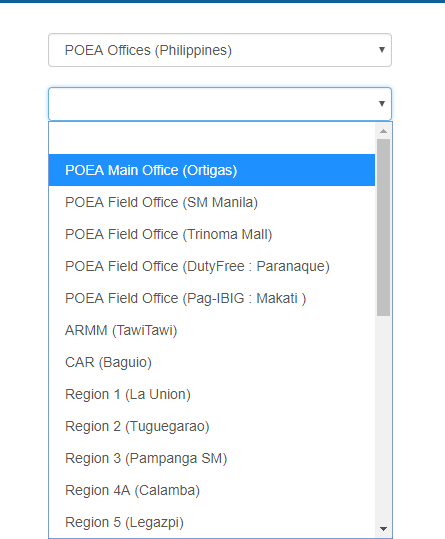 POEA Offices (Philippines)
POEA Main Office (Ortigas)
POEA Field Office (SM Manila)
POEA Field Office (Trinoma Mall)
POEA Field Office (DutyFree : Paranaque)
POEA Field Office (Pag-IBIG : Makati )
ARMM (TawiTawi)
CAR (Baguio)
Region 1 (La Union)
Region 2 (Tuguegarao)
Region 3 (Pampanga SM)
Region 4A (Calamba)
Region 5 (Legazpi)